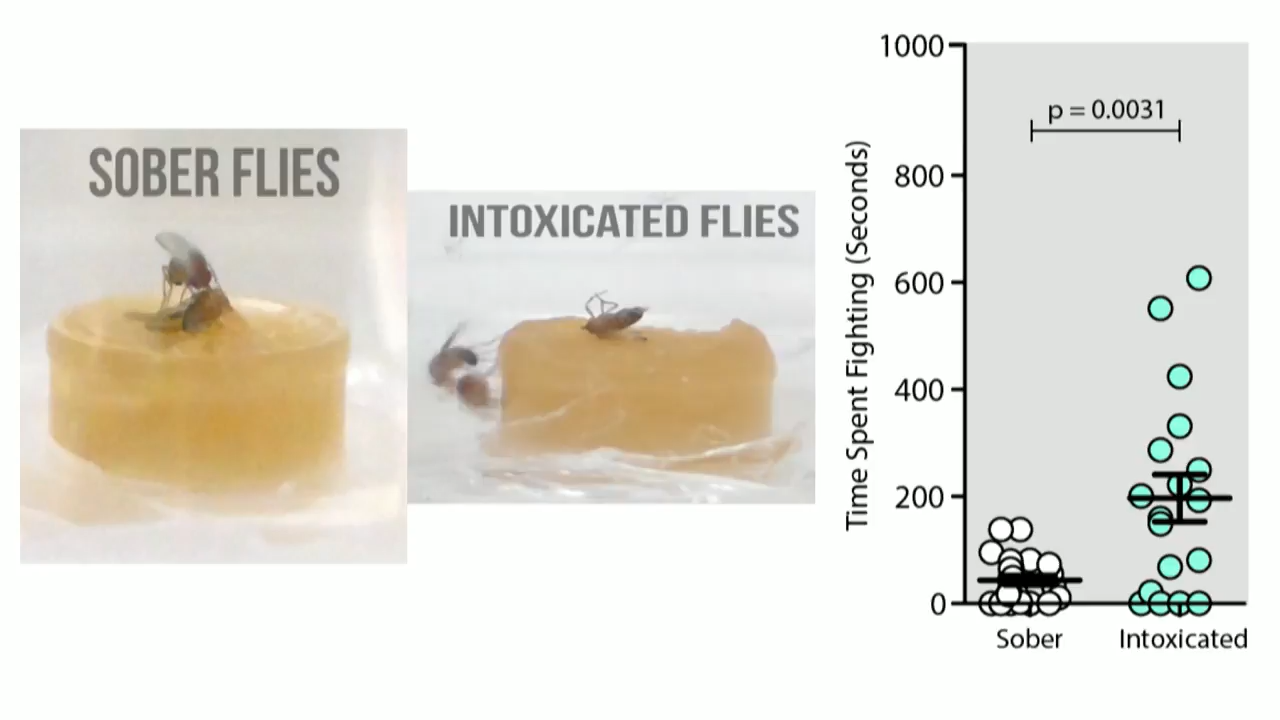 SOBER FLIES
INTOXICATED FLIES
Time Spent Fighting (Seconds)
1000
800
600
400
200
0
p = 0.0031
Sober
Intoxicated